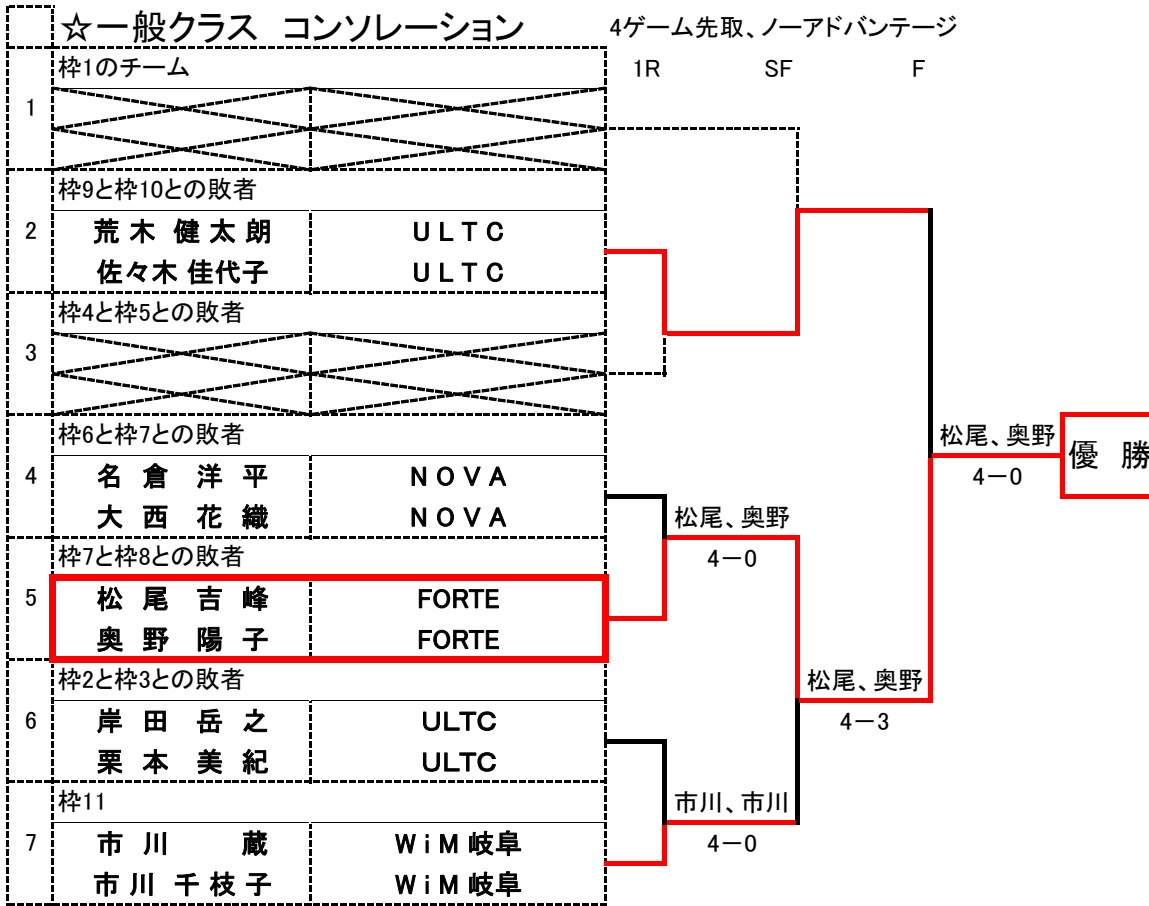 ☆一般クラス コンソレーション 4ゲーム先取、ノーアドバンテージ
枠1のチーム 1R SF F
1
枠9と枠10との敗者
2 荒木 健太朗 ULTC
佐々木 佳代子 ULTC
枠4と枠5との敗者
3
枠6と枠7との敗者
松尾、奥野 優 勝
4 名倉 洋平 NOVA 4-0
大西 花織 NOVA 松尾、奥野
枠7と枠8との敗者 4-0
5 松尾 吉峰 FORTE
奥野 陽子 FORTE
枠2と枠3との敗者 松尾、奥野
6 岸田 岳之 ULTC 4-3
栗本 美紀 ULTC
枠11 市川、市川
7 市川 蔵 WiM岐阜 4-0
市川 千枝子 WiM岐阜